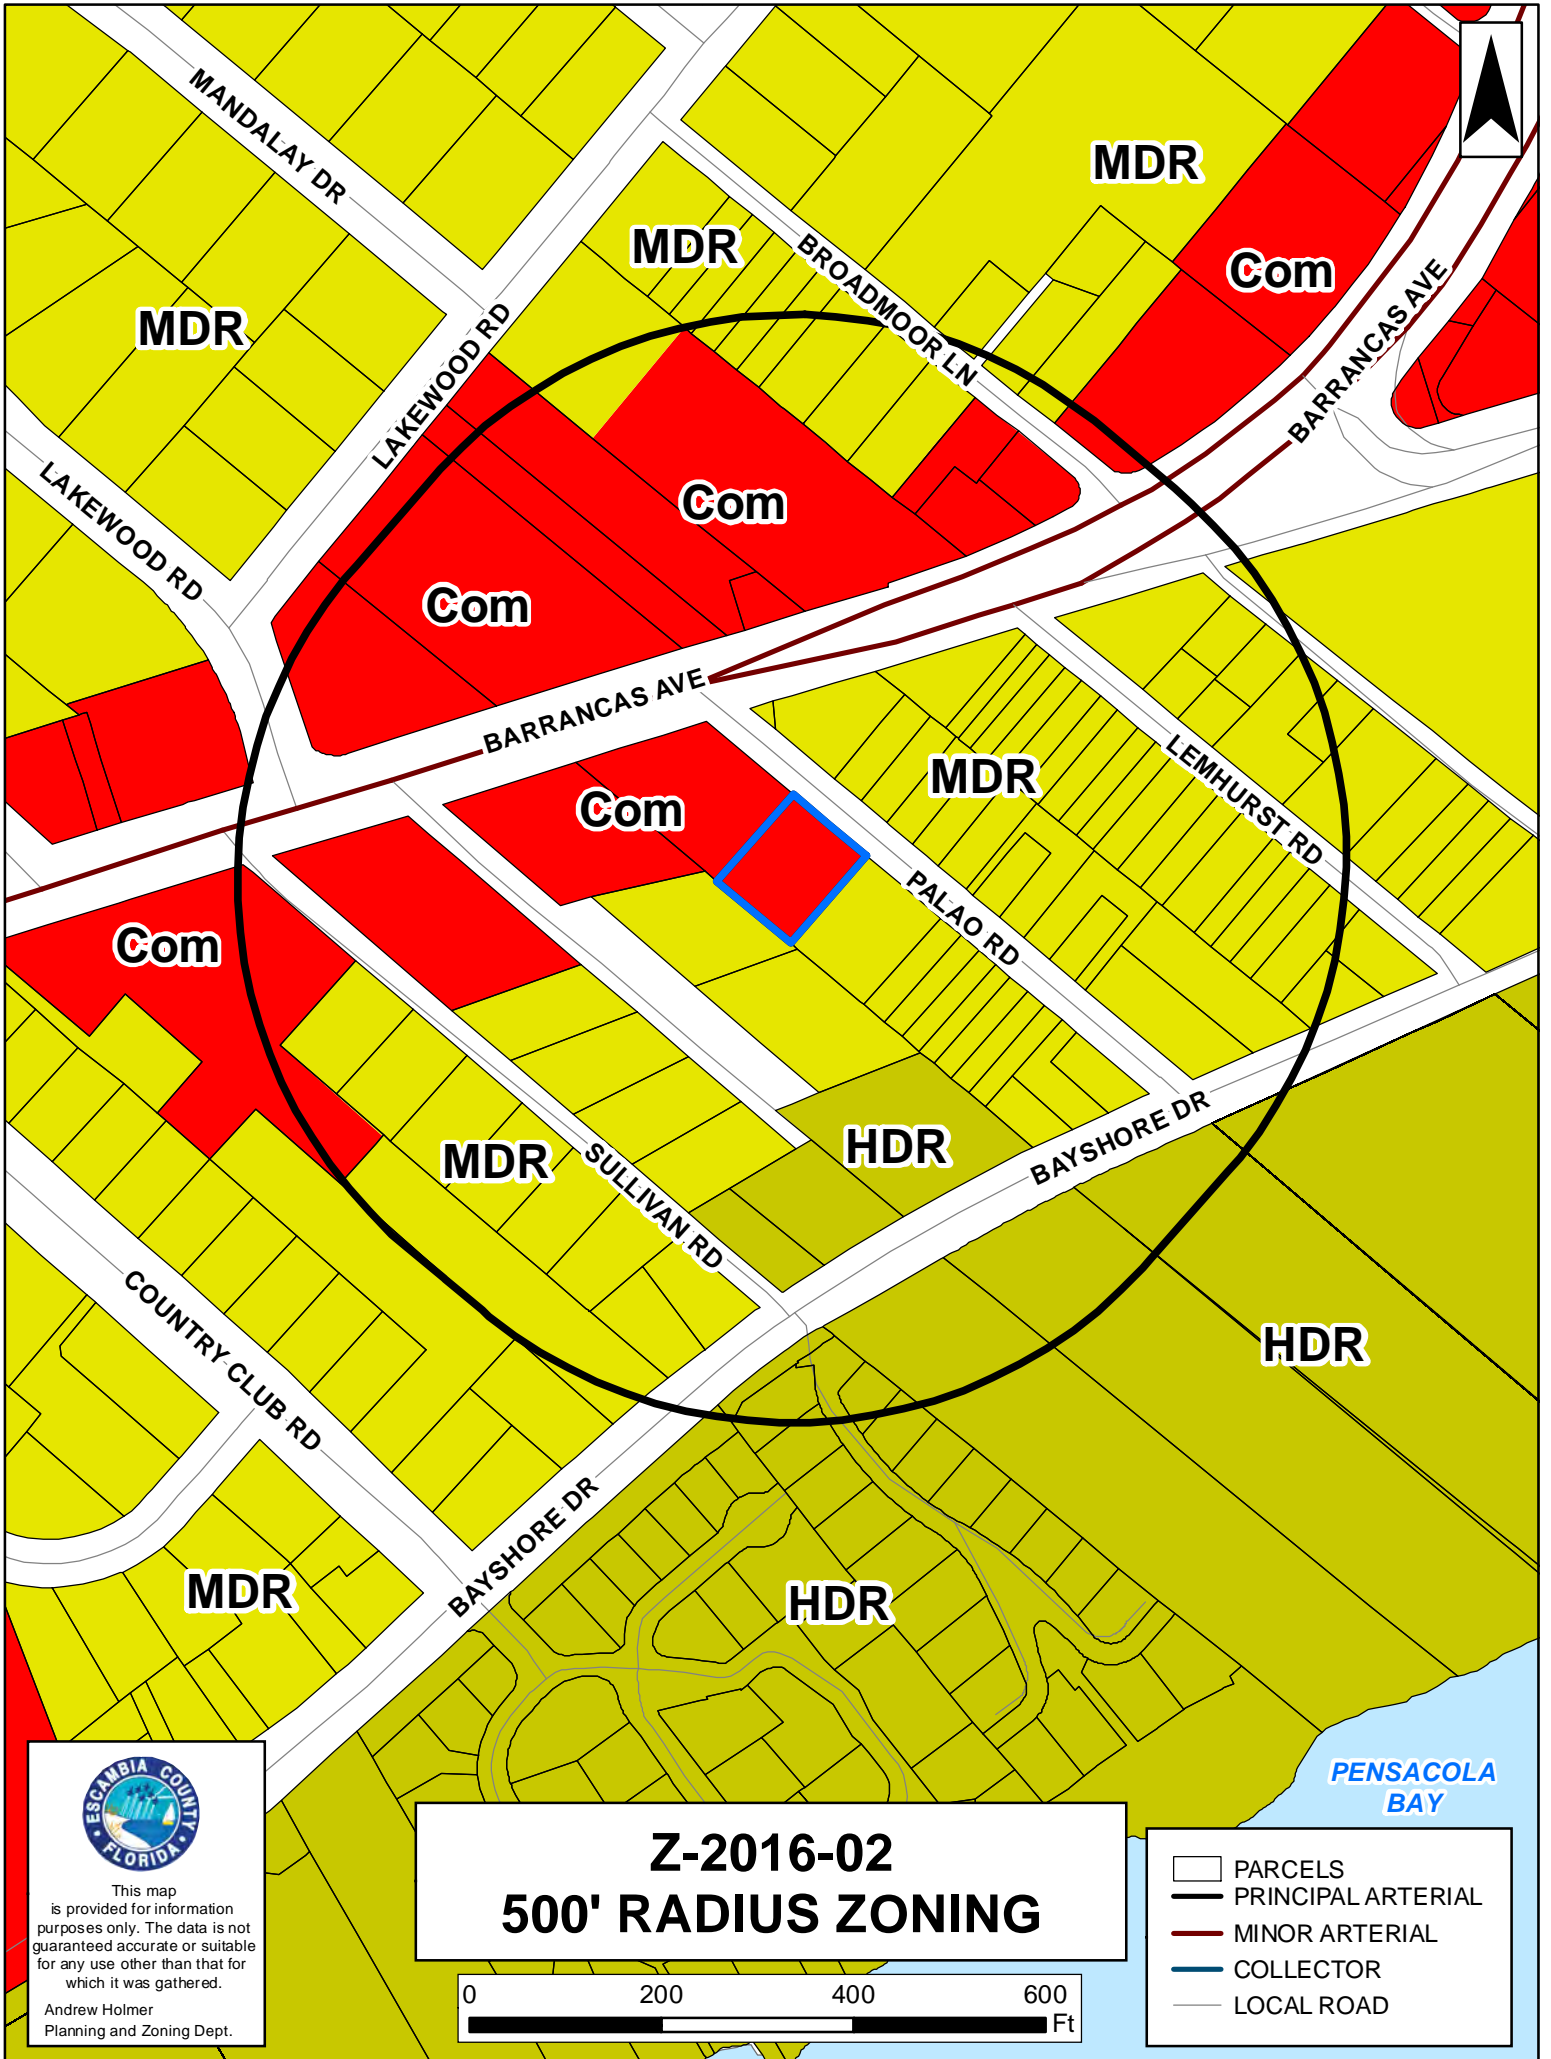 MANDALAY DR
MDR
MDR
BROADMOOR LN
Com
MDR
LAKEWOOD RD
BARRANCAS AVE
LAKEWOOD RD
Com
Com
BARRANCAS AVE
Com
MDR
LEMHURST RD
PALAO RD
Com
MDR
SULLIVAN RD
HDR
BAYSHORE DR
COUNTRY CLUB RD
HDR
BAYSHORE DR
MDR
HDR
PENSACOLA
BAY
ESCAMBIA COUNTY
FLORIDA
This map
is provided for information
purposes only. The data is not
guaranteed accurate or suitable
for any use other than that for
which it was gathered.
Andrew Holmer
Planning and Zoning Dept.
Z-2016-02
500' RADIUS ZONING
0 200 400 600
Ft
PARCELS
PRINCIPAL ARTERIAL
MINOR ARTERIAL
COLLECTOR
LOCAL ROAD